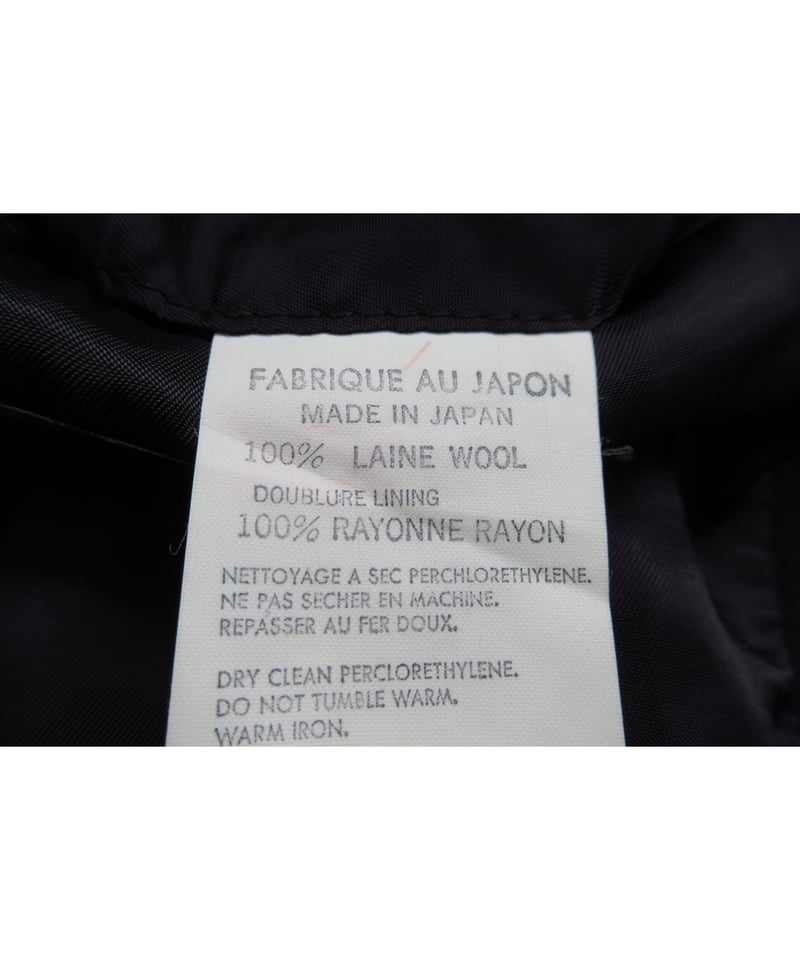 FABRIQUE AU JAPON
MADE IN JAPAN
100% LAINE WOOL
DOUBLURE LINING
100% RAYONNE RAYON
NETTOYAGE A SEC PERCHLORETHYLENE.
NE PAS SECHER EN MACHINE.
REPASSER AU FER DOUX.
DRY CLEAN PERCLORETHYLENE.
DO NOT TUMBLE WARM.
WARM IRON.